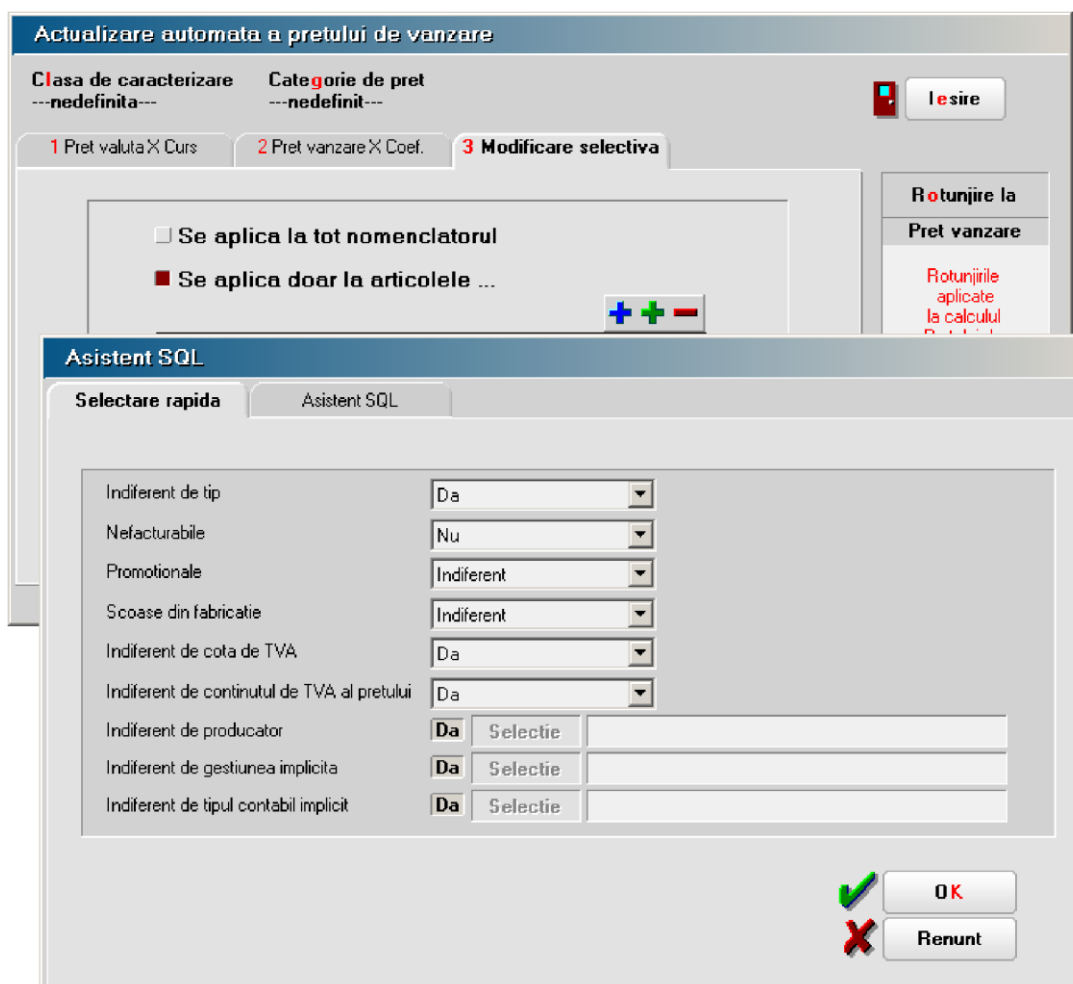 Actualizare automata a pretului de vanzare
Clasa de caracterizare Categorie de pret
---nedefinita--- ---nedefinit---
Iesire
1 Pret valuta X Curs 2 Pret vanzare X Coef. 3 Modificare selectiva
Rotunjire la
Pret vanzare
Se aplica la tot nomenclatorul
Se aplica doar la articolele ...
Rotunjirile
aplicate
la calculul
Asistent SQL
Selectare rapida Asistent SQL
Indiferent de tip Da
Nefacturabile Nu
Promotionale Indiferent
Scoase din fabricatie Indiferent
Indiferent de cota de TVA Da
Indiferent de continutul de TVA al pretului Da
Indiferent de producator Da Selectie
Indiferent de gestiunea implicita Da Selectie
Indiferent de tipul contabil implicit Da Selectie
OK
Renunt